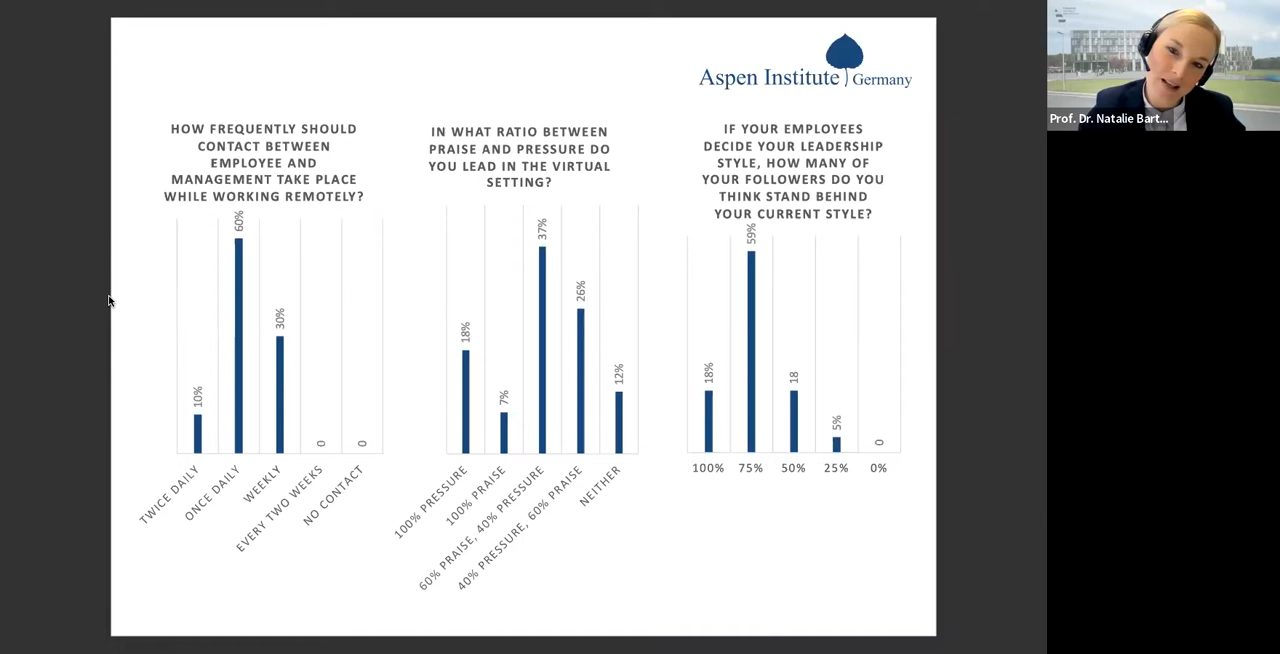 Aspen Institute Germany
HOW FREQUENTLY SHOULD
CONTACT BETWEEN
EMPLOYEE AND
MANAGEMENT TAKE PLACE
WHILE WORKING REMOTELY?
10%
60%
30%
0
0
TWICE DAILY
ONCE DAILY
WEEKLY
EVERY TWO WEEKS
NO CONTACT
IN WHAT RATIO BETWEEN
PRAISE AND PRESSURE DO
YOU LEAD IN THE VIRTUAL
SETTING?
18%
7%
37%
26%
12%
100% PRESSURE
100% PRAISE
60% PRAISE, 40% PRESSURE
40% PRESSURE, 60% PRAISE
NEITHER
IF YOUR EMPLOYEES
DECIDE YOUR LEADERSHIP
STYLE, HOW MANY OF
YOUR FOLLOWERS DO YOU
THINK STAND BEHIND
YOUR CURRENT STYLE?
18%
59%
18
5%
0
100%
75%
50%
25%
0%
Prof. Dr. Natalie Bart...